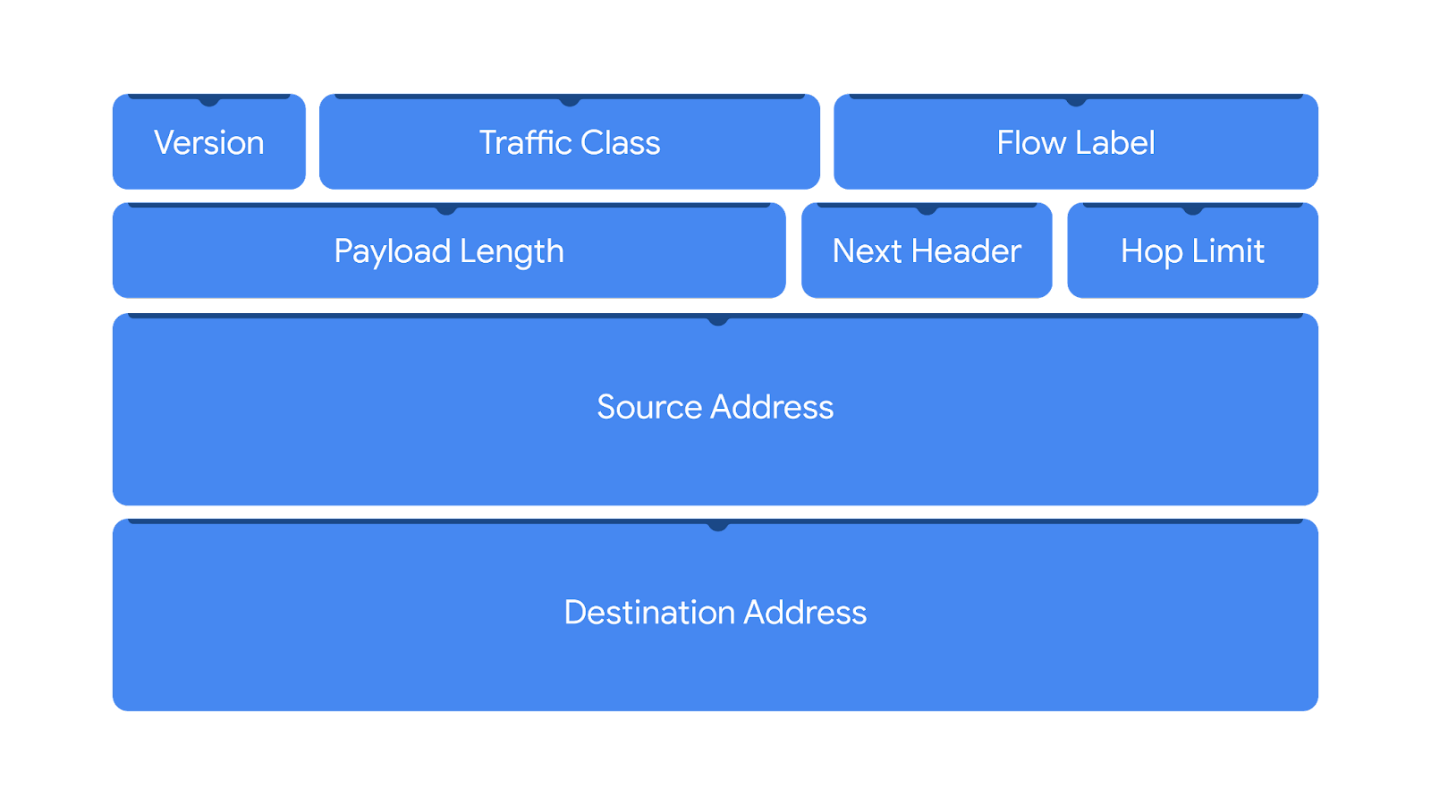 Version
Traffic Class
Flow Label
Payload Length
Next Header
Hop Limit
Source Address
Destination Address